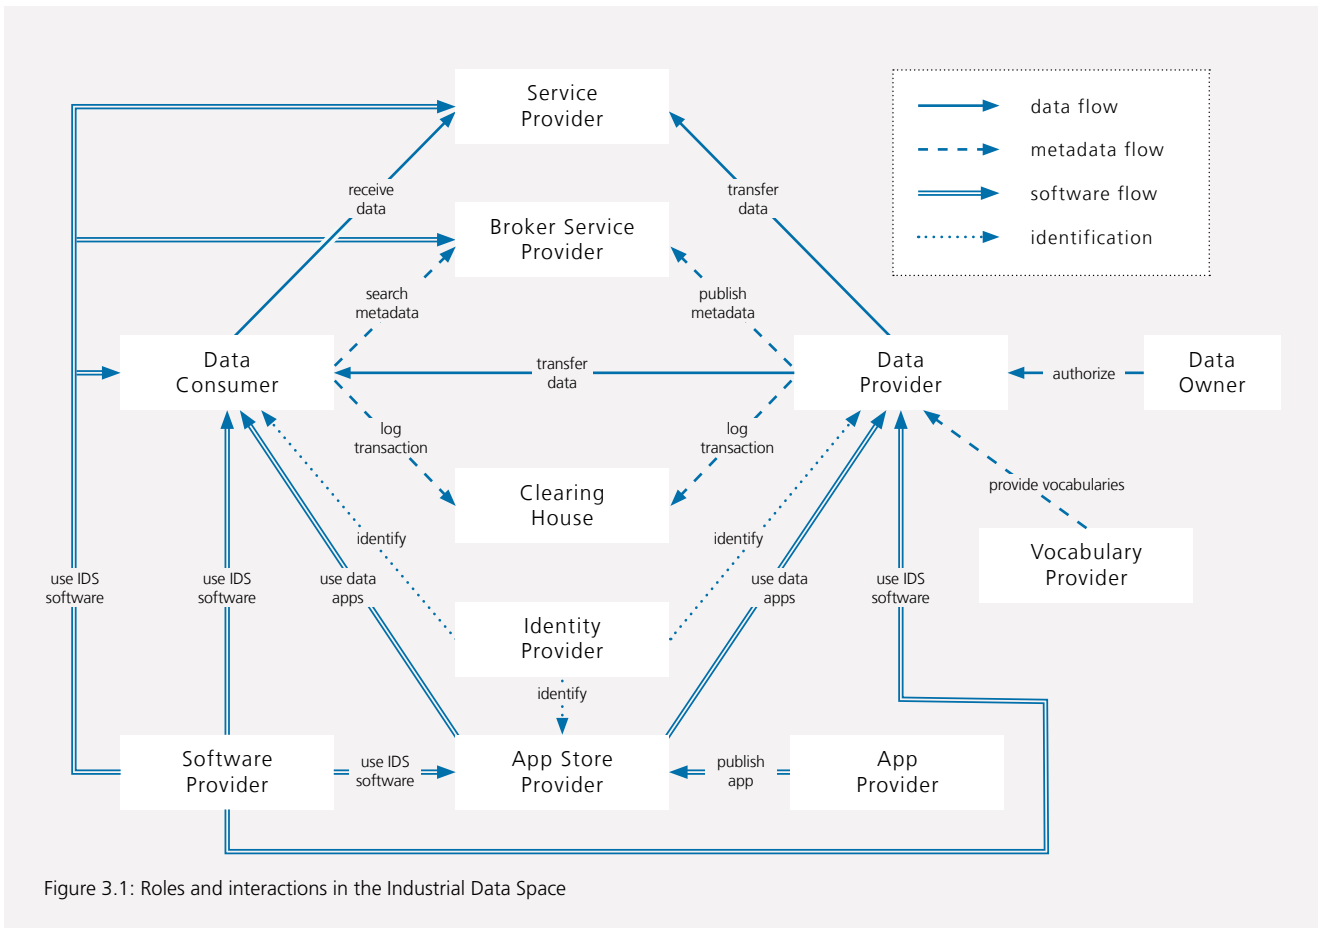 Service
Provider
data flow
metadata flow
software flow
identification
receive
data
transfer
data
Broker Service
Provider
search
metadata
publish
metadata
Data
Consumer
transfer
data
Data
Provider
authorize
Data
Owner
log
transaction
log
transaction
Clearing
House
provide vocabularies
identify
identify
Vocabulary
Provider
use IDS
software
use IDS
software
use data
apps
use data
apps
use IDS
software
Identity
Provider
identify
Software
Provider
use IDS
software
App Store
Provider
publish
app
App
Provider
Figure 3.1: Roles and interactions in the Industrial Data Space